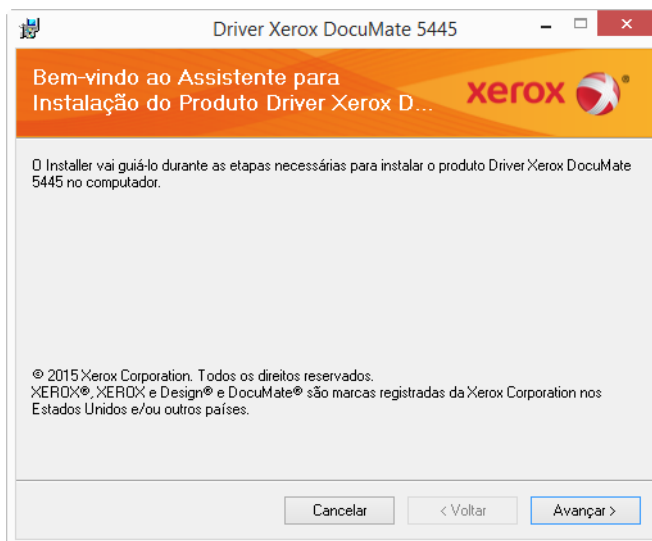 Driver Xerox DocuMate 5445
Bem-vindo ao Assistente para
Instalação do Produto Driver Xerox D...
xerox
O Installer vai guiá-lo durante as etapas necessárias para instalar o produto Driver Xerox DocuMate
5445 no computador.
© 2015 Xerox Corporation. Todos os direitos reservados.
XEROX®, XEROX e Design® e DocuMate® são marcas registradas da Xerox Corporation nos
Estados Unidos e/ou outros países.
Cancelar < Voltar Avançar >